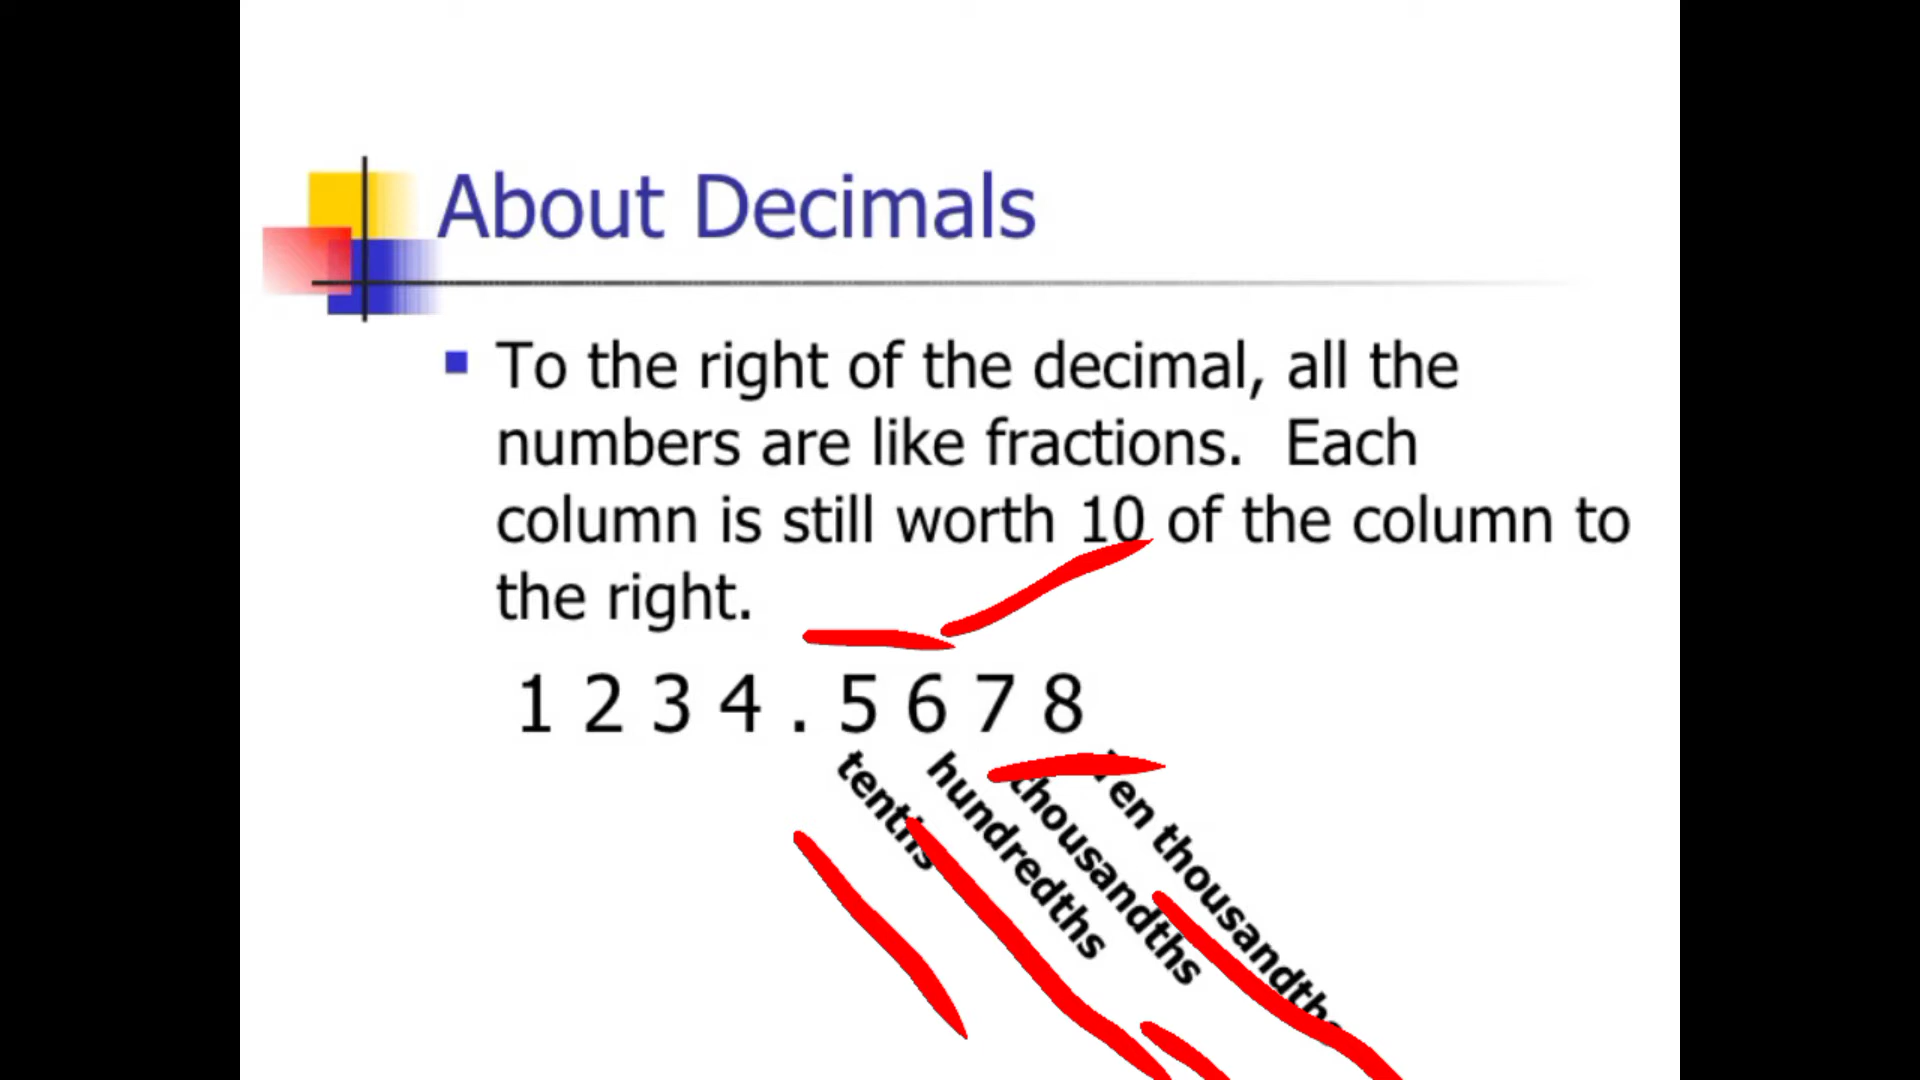 About Decimals
To the right of the decimal, all the
numbers are like fractions. Each
column is still worth 10 of the column to
the right.
1 2 3 4 . 5 6 7 8
tenths
hundredths
thousandths
Ten thousandths